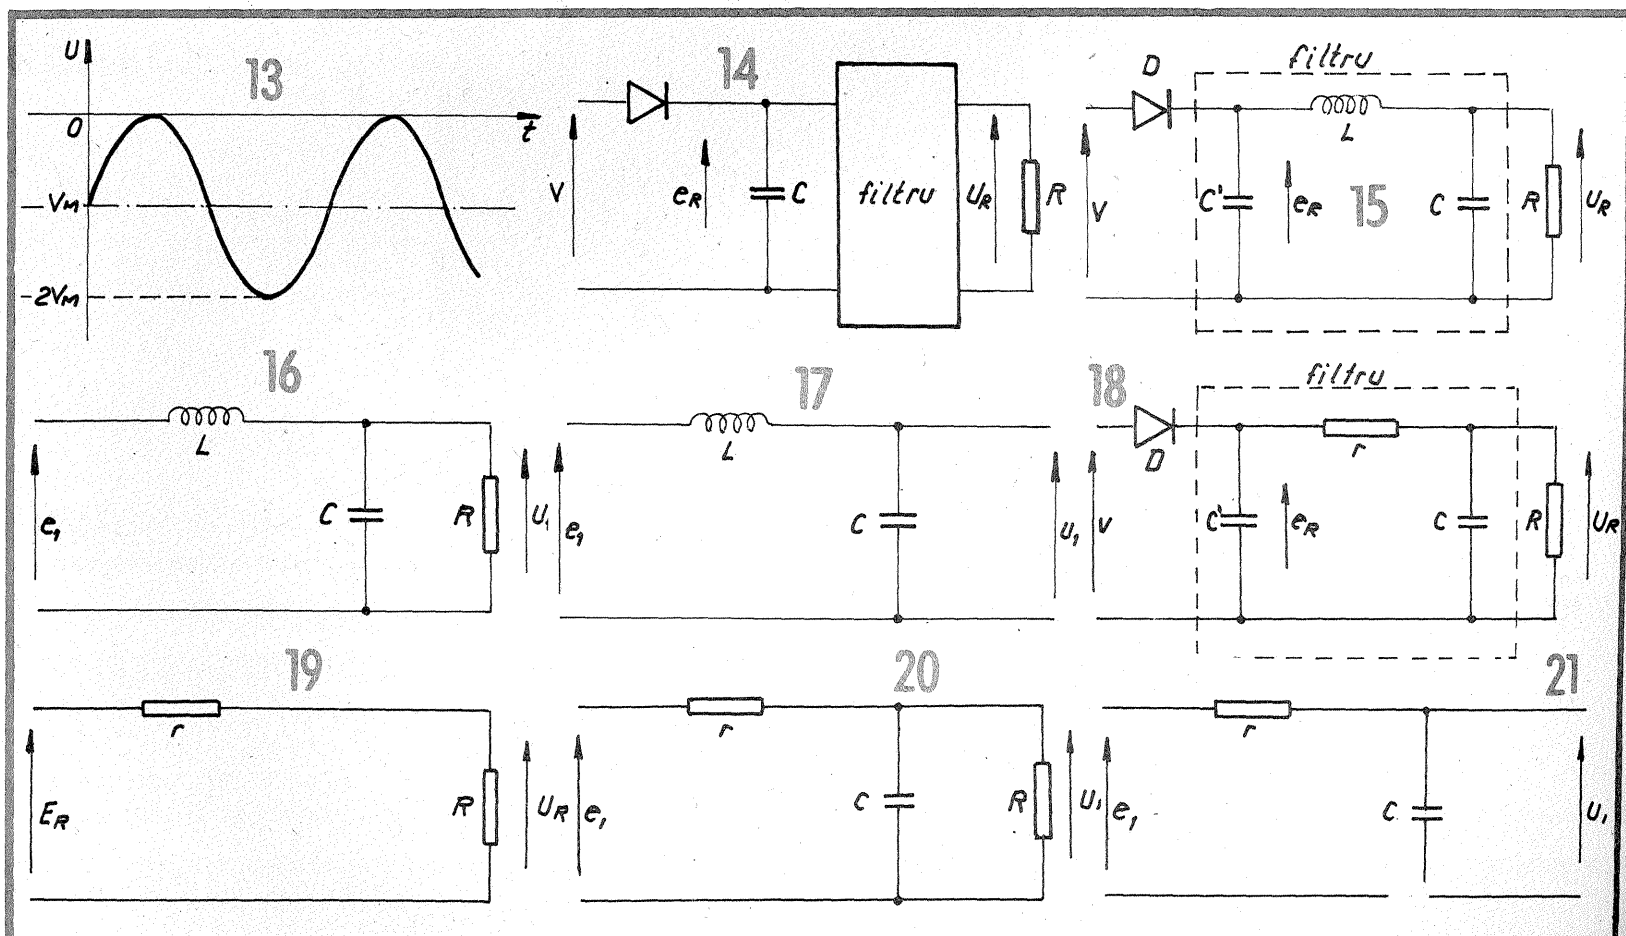 13
U
0
t
-VM
-2VM
14
V
eR
C
filtru
UR
R
filtru
D
V
C'
eR
15
L
C
R
UR
16
L
e1
C
R
U1
17
L
e1
C
U1
18
filtru
D
V
C'
eR
r
C
R
UR
19
r
ER
R
UR
20
r
e1
C
R
U1
21
r
e1
C
U1